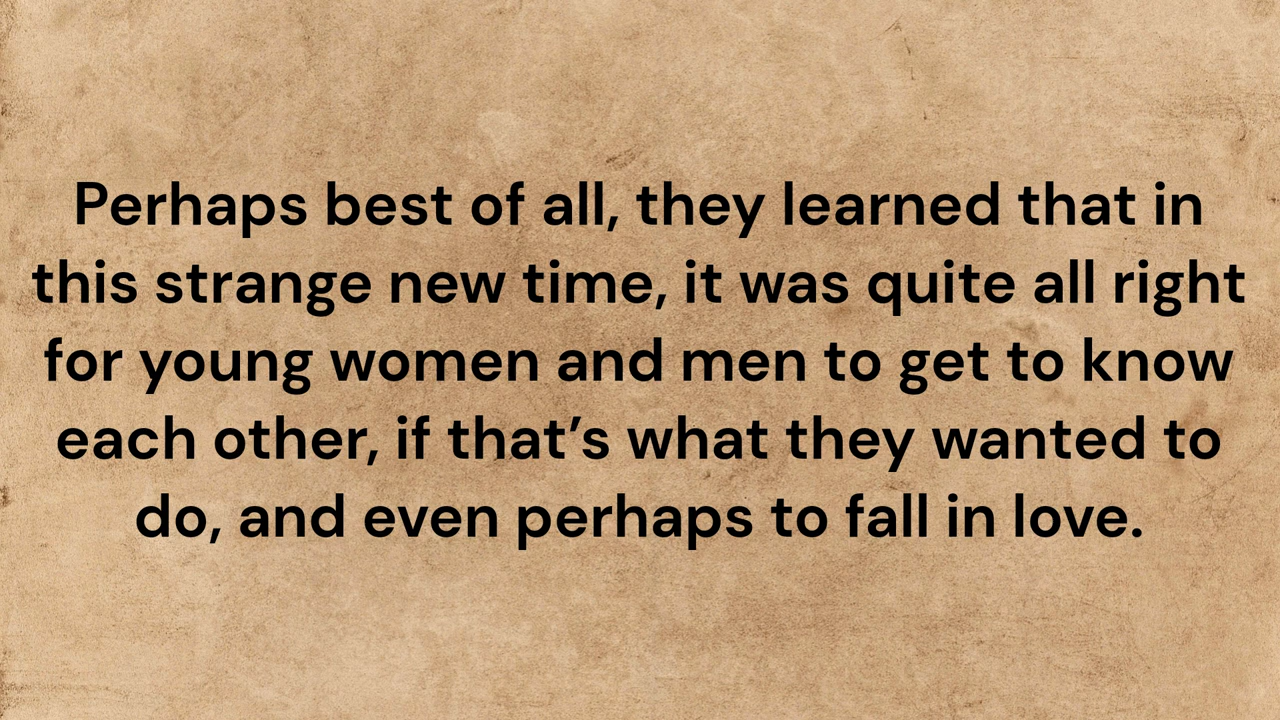 Perhaps best of all, they learned that in
this strange new time, it was quite all right
for young women and men to get to know
each other, if that’s what they wanted to
do, and even perhaps to fall in love.